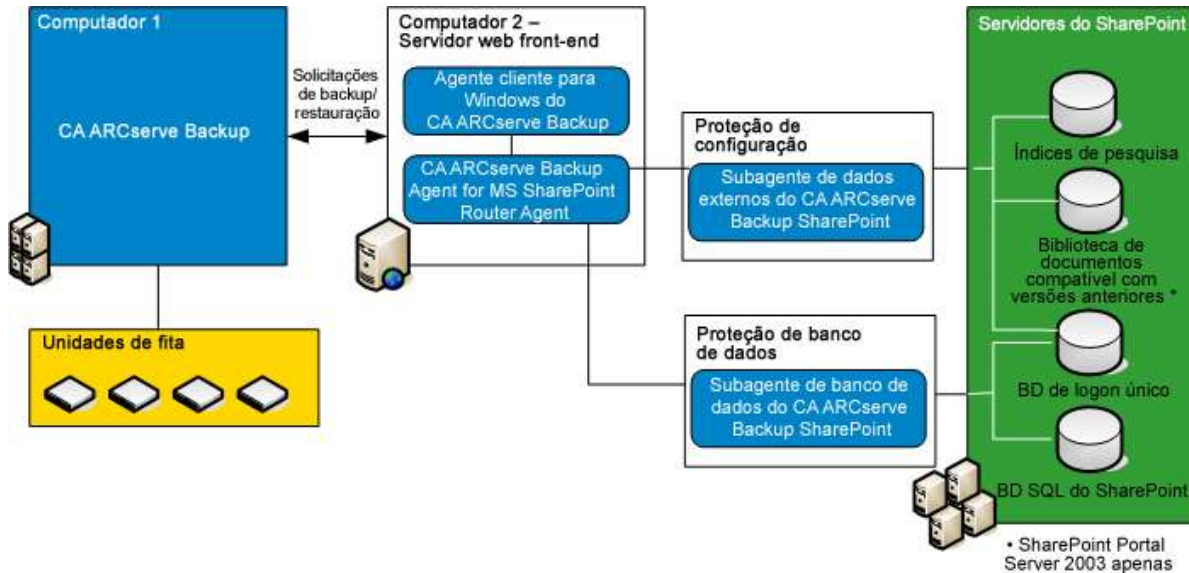 Computador 1
CA ARCserve Backup
Unidades de fita
Solicitações
de backup/
restauração
Computador 2 –
Servidor web front-end
Agente cliente para
Windows do
CA ARCserve Backup
CA ARCserve Backup
Agent for MS SharePoint
Router Agent
Proteção de
configuração
Subagente de dados
externos do CA ARCserve
Backup SharePoint
Proteção de banco
de dados
Subagente de banco de
dados do CA ARCserve
Backup SharePoint
Servidores do SharePoint
Índices de pesquisa
Biblioteca de
documentos
compatível com
versões anteriores *
BD de logon único
BD SQL do SharePoint
• SharePoint Portal
Server 2003 apenas